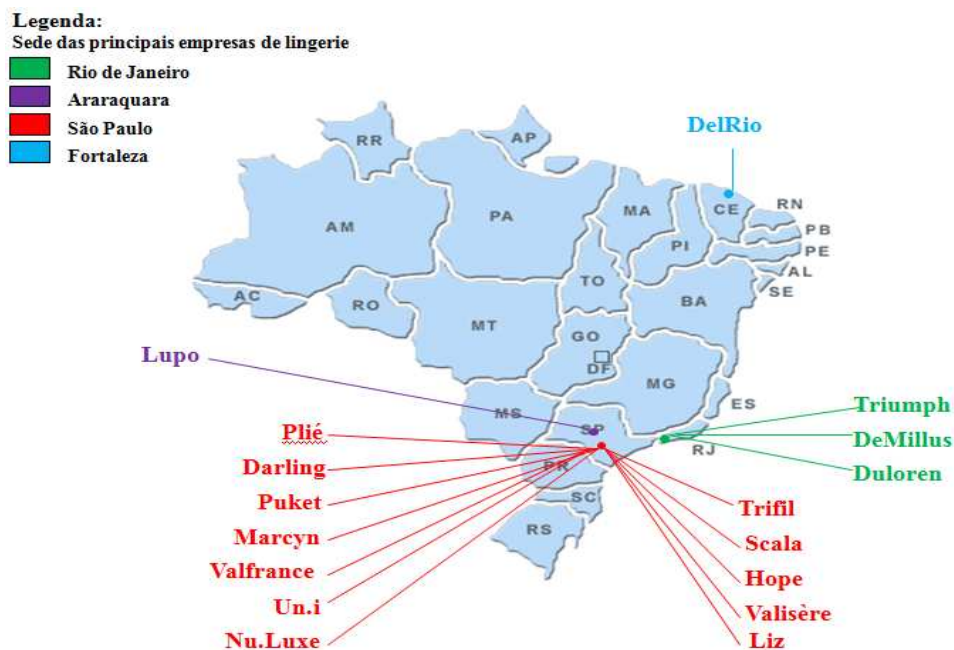 Legenda:
Sede das principais empresas de lingerie
Rio de Janeiro
Araraquara
São Paulo
Fortaleza
DelRio
RR
AP
AM
PA
MA
CE
RN
PB
PI
PE
AL
SE
AC
RO
TO
BA
MT
GO
DF
Lupo
MG
ES
MS
SP
RJ
Triumph
DeMillus
Duloren
Plié
Darling
Puket
Marcyn
Valfrance
Un.i
Nu.Luxe
PR
SC
RS
Trifil
Scala
Hope
Valisère
Liz